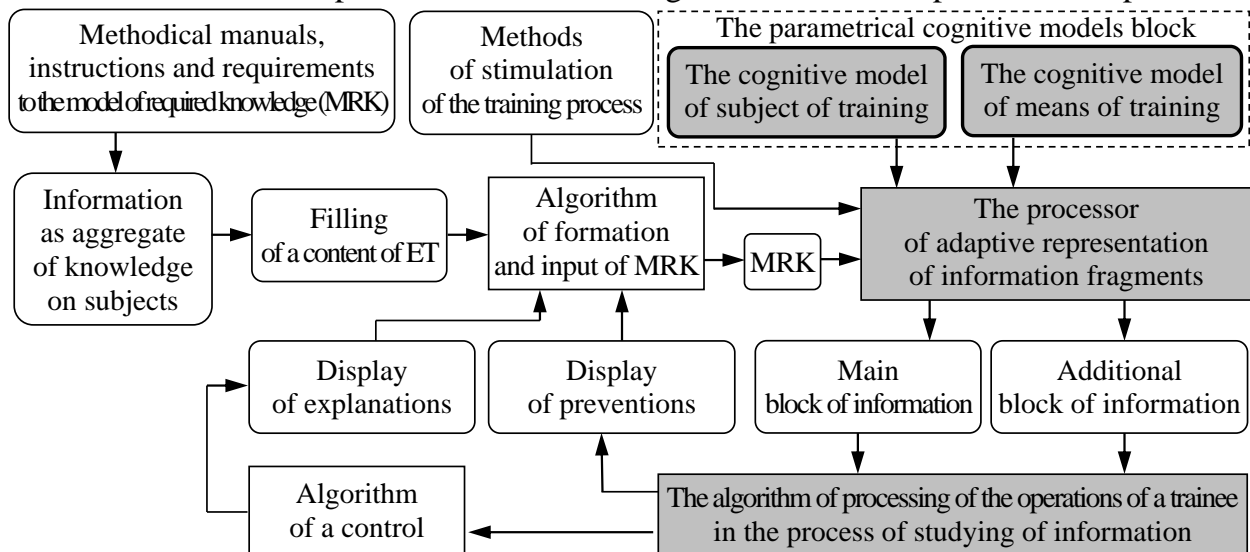 Methodical manuals,
instructions and requirements
to the model of required knowledge (MRK)
Methods
of stimulation
of the training process
The parametrical cognitive models block
The cognitive model
of subject of training
The cognitive model
of means of training
Information
as aggregate
of knowledge
on subjects
Filling
of a content of ET
Algorithm
of formation
and input of MRK
MRK
The processor
of adaptive representation
of information fragments
Display
of explanations
Display
of preventions
Main
block of information
Additional
block of information
Algorithm
of a control
The algorithm of processing of the operations of a trainee
in the process of studying of information